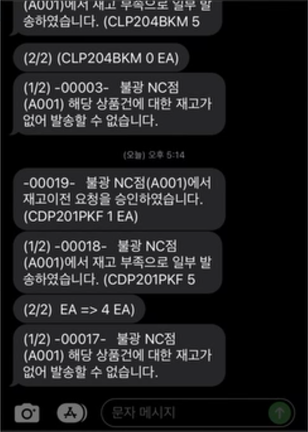 (A001)에서 재고 부족으로 일부 발
송하였습니다. (CLP204BKM 5
(2/2) (CLP204BKM 0 EA)
(1/2) -00003- 불광 NC점
(A001) 해당 상품건에 대한 재고가
없어 발송할 수 없습니다.
(오늘) 오후 5:14
-00019- 불광 NC점(A001)에서
재고이전 요청을 승인하였습니다.
(CDP201PKF 1 EA)
(1/2) -00018- 불광 NC점
(A001)에서 재고 부족으로 일부 발
송하였습니다. (CDP201PKF 5
(2/2) EA => 4 EA)
(1/2) -00017- 불광 NC점
(A001) 해당 상품건에 대한 재고가
없어 발송할 수 없습니다.
문자 메시지